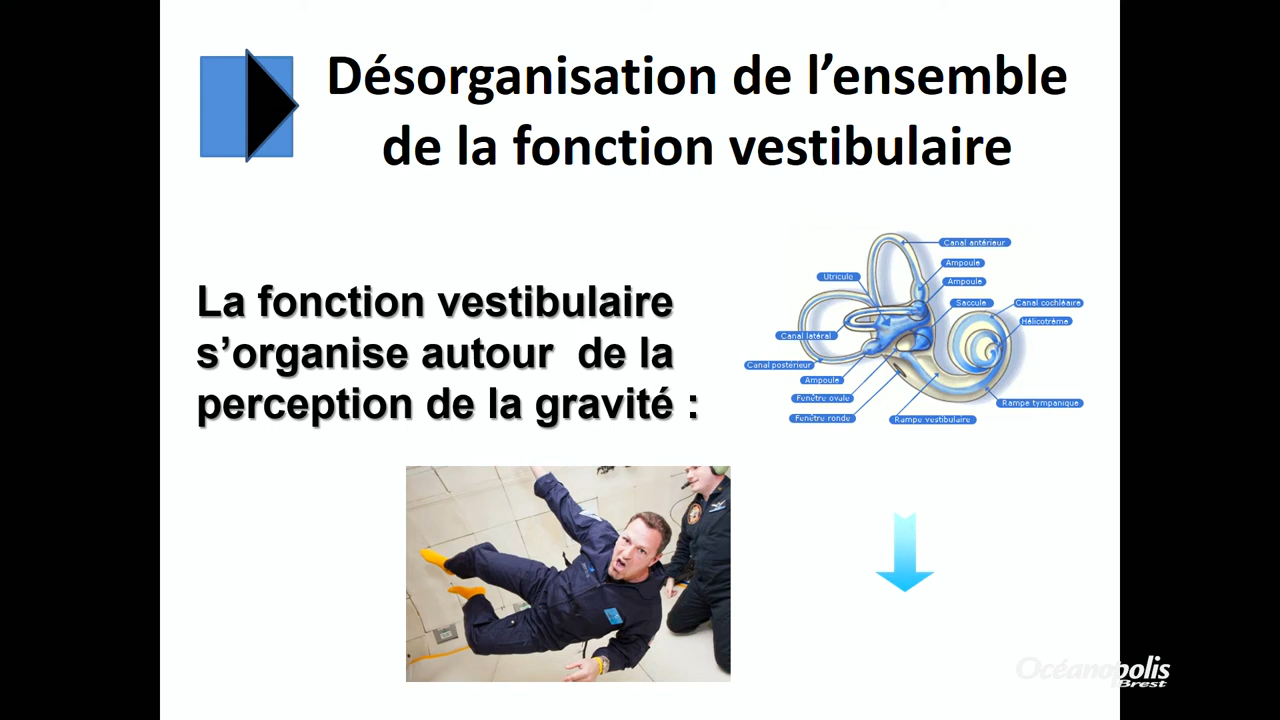 Désorganisation de l’ensemble
de la fonction vestibulaire
La fonction vestibulaire
s’organise autour de la
perception de la gravité :
Canal antérieur
Ampoule
Utricule
Ampoule
Saccule
Canal cochléaire
Hélicotrème
Canal latéral
Canal postérieur
Ampoule
Fenêtre ovale
Rampe tympanique
Fenêtre ronde
Rampe vestibulaire
Océanopolis
Brest